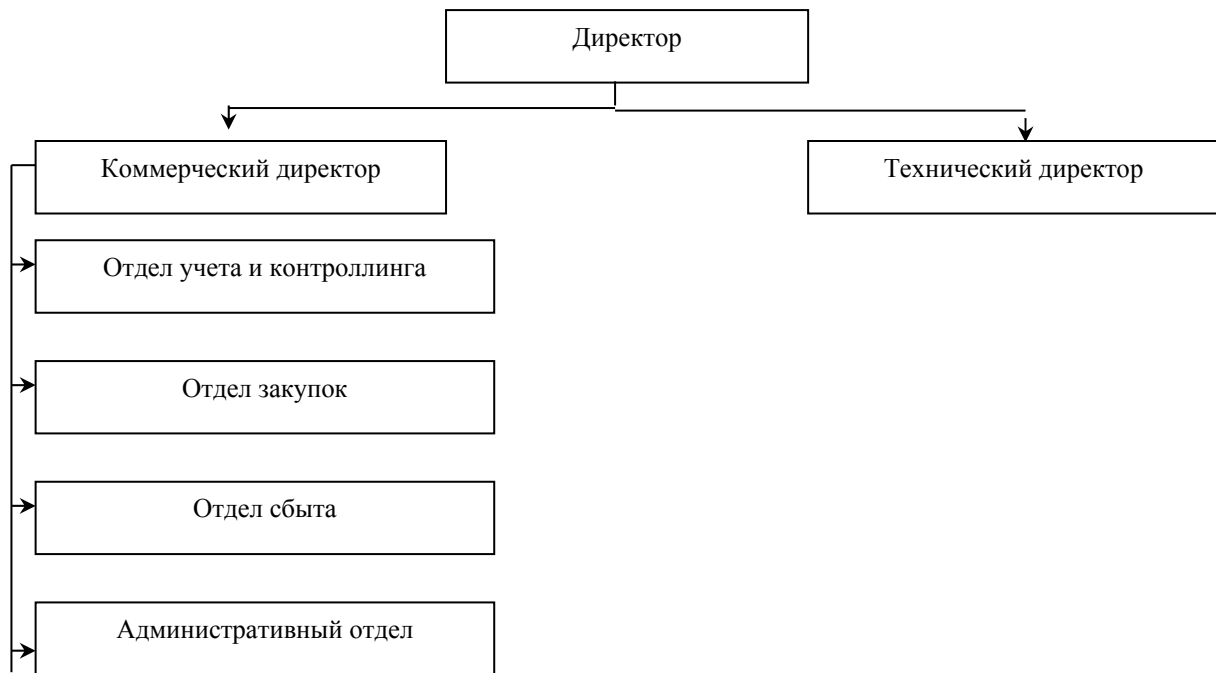 Директор
Коммерческий директор
Технический директор
Отдел учета и контроллинга
Отдел закупок
Отдел сбыта
Административный отдел